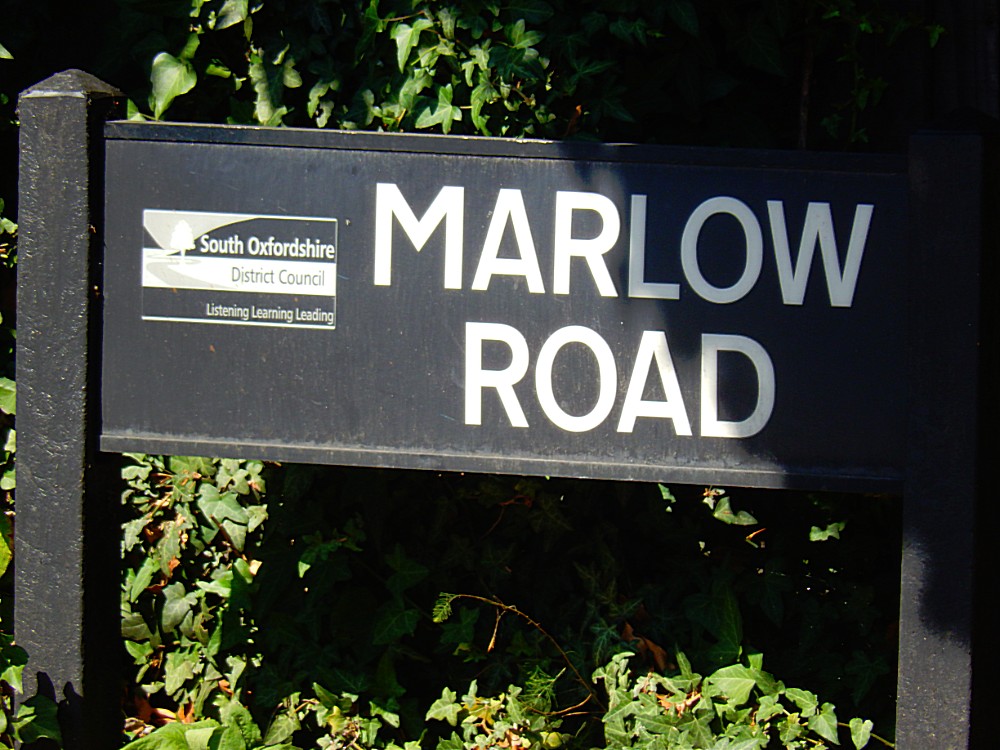 South Oxfordshire
District Council
Listening Learning Leading
MARLOW
ROAD